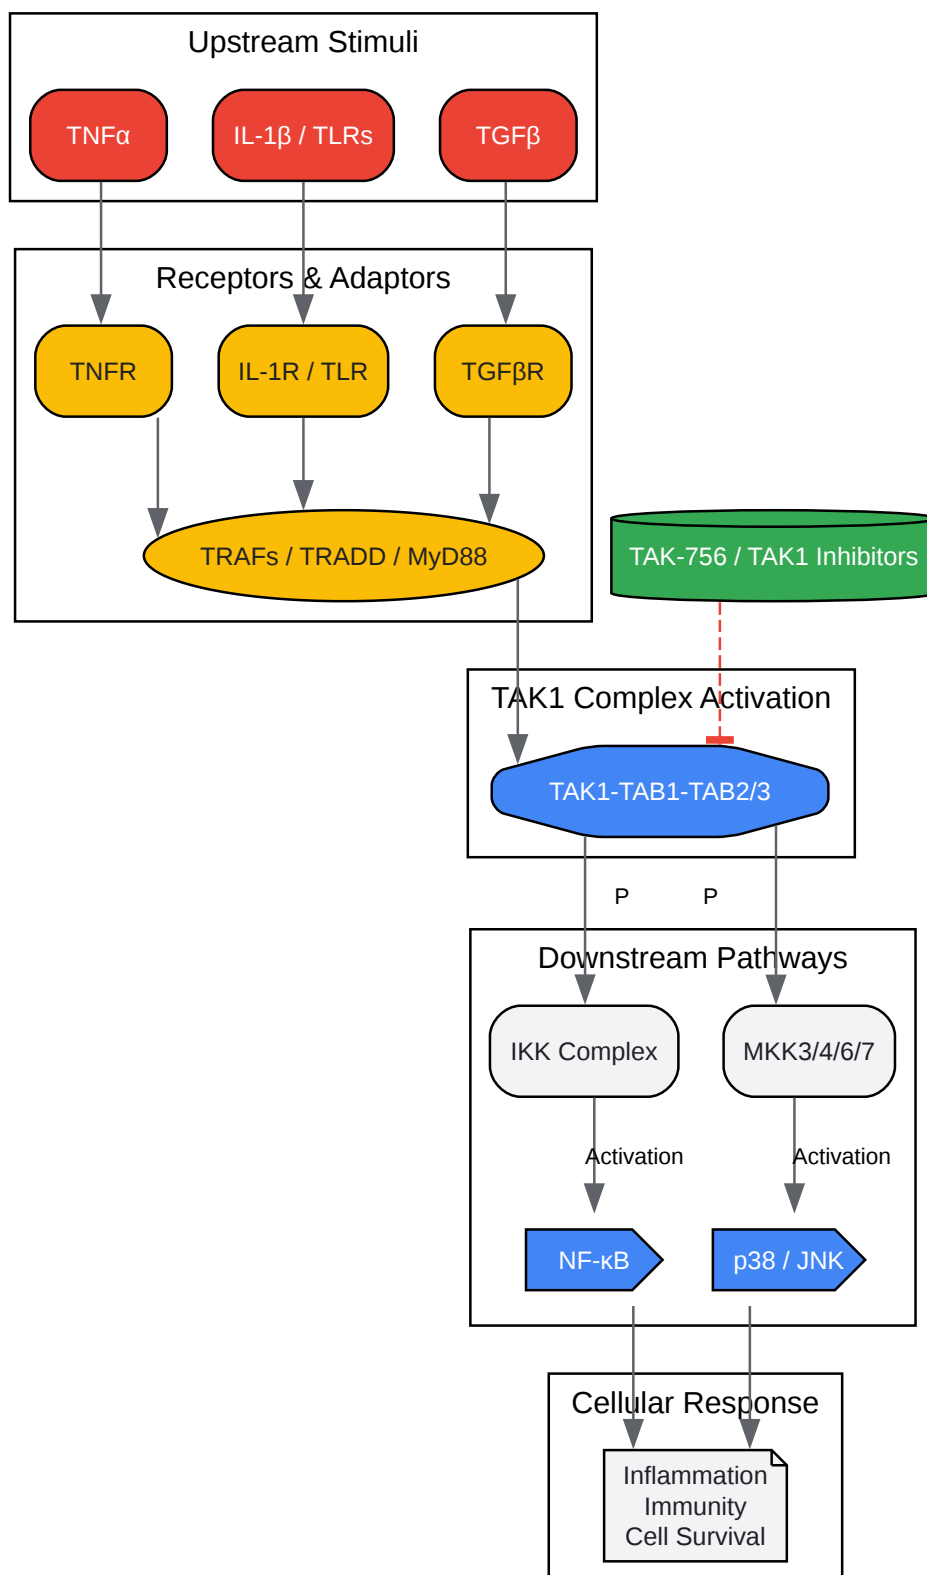 Upstream Stimuli
TNFα
IL-1β / TLRs
TGFβ
Receptors & Adaptors
TNFR
IL-1R / TLR
TGFβR
TRAFs / TRADD / MyD88
TAK-756 / TAK1 Inhibitors
TAK1 Complex Activation
TAK1-TAB1-TAB2/3
P
P
Downstream Pathways
IKK Complex
MKK3/4/6/7
Activation
Activation
NF-κB
p38 / JNK
Cellular Response
Inflammation
Immunity
Cell Survival